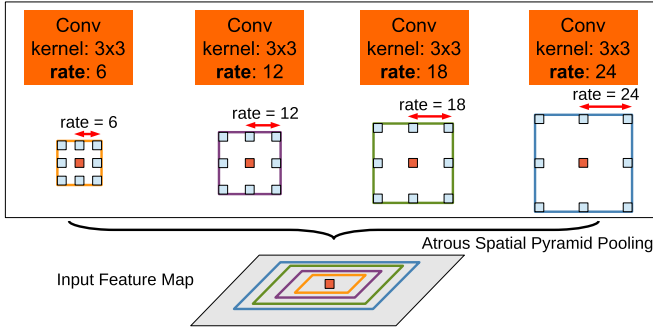 Conv
kernel: 3x3
rate: 6
Conv
kernel: 3x3
rate: 12
Conv
kernel: 3x3
rate: 18
Conv
kernel: 3x3
rate: 24
rate = 6
rate = 12
rate = 18
rate = 24
Atrous Spatial Pyramid Pooling
Input Feature Map